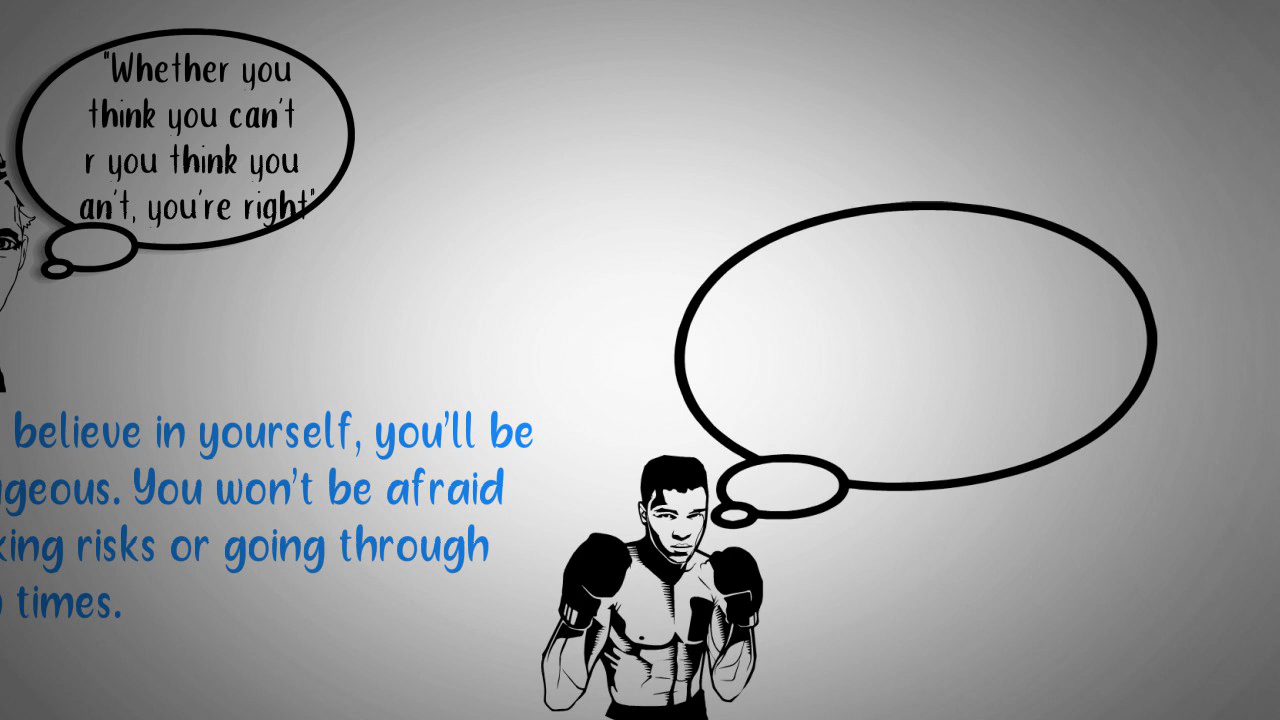 "Whether you
think you can't
r you think you
an't, you're right"
believe in yourself, you'll be
geous. You won't be afraid
king risks or going through
times.